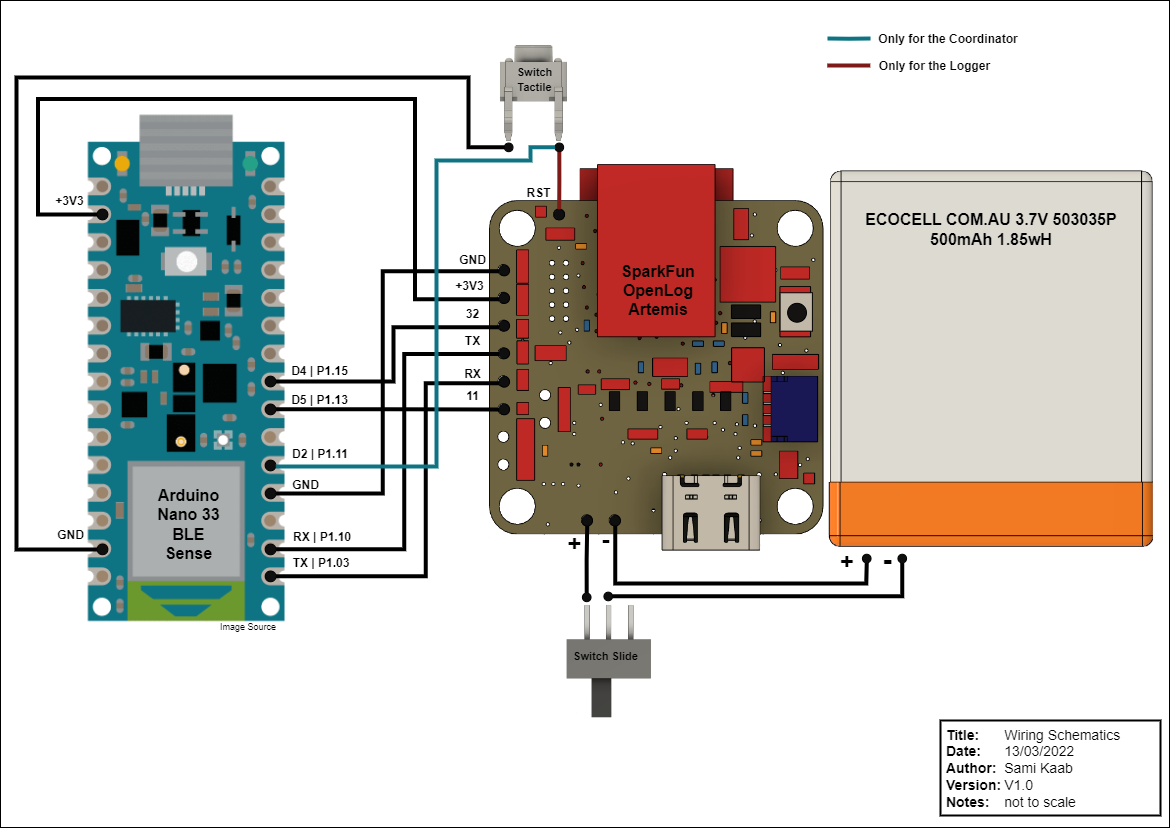 Only for the Coordinator
Only for the Logger
Switch
Tactile
+3V3
RST
ECOCELL COM.AU 3.7V 503035P
500mAh 1.85wH
GND
+3V3
32
TX
RX
11
SparkFun
OpenLog
Artemis
D4 | P1.15
D5 | P1.13
D2 | P1.11
GND
RX | P1.10
TX | P1.03
GND
Arduino
Nano 33
BLE
Sense
Image Source
+
-
+
-
Switch Slide
Title: Wiring Schematics
Date: 13/03/2022
Author: Sami Kaab
Version: V1.0
Notes: not to scale